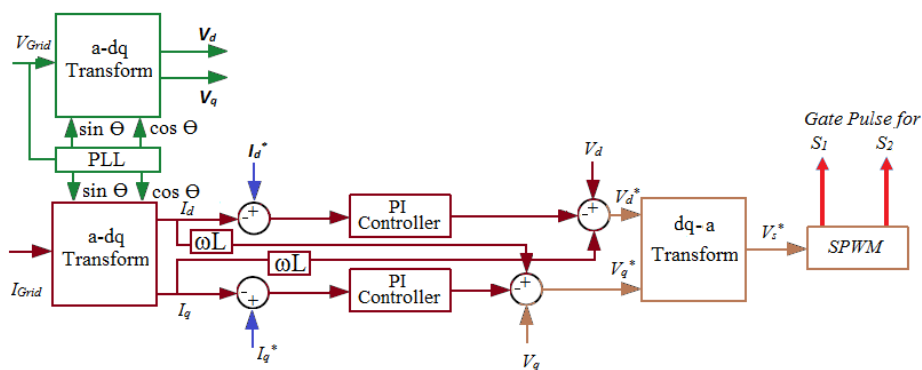 V_Grid
a-dq
Transform
V_d
V_q
sin Θ
cos Θ
PLL
sin Θ
cos Θ
I_Grid
a-dq
Transform
I_d
I_q
ωL
ωL
I_d*
- +
PI
Controller
- +
I_q*
PI
Controller
V_d
- +
V_d*
- +
V_q
V_q*
dq-a
Transform
V_s*
Gate Pulse for
S_1
S_2
SPWM